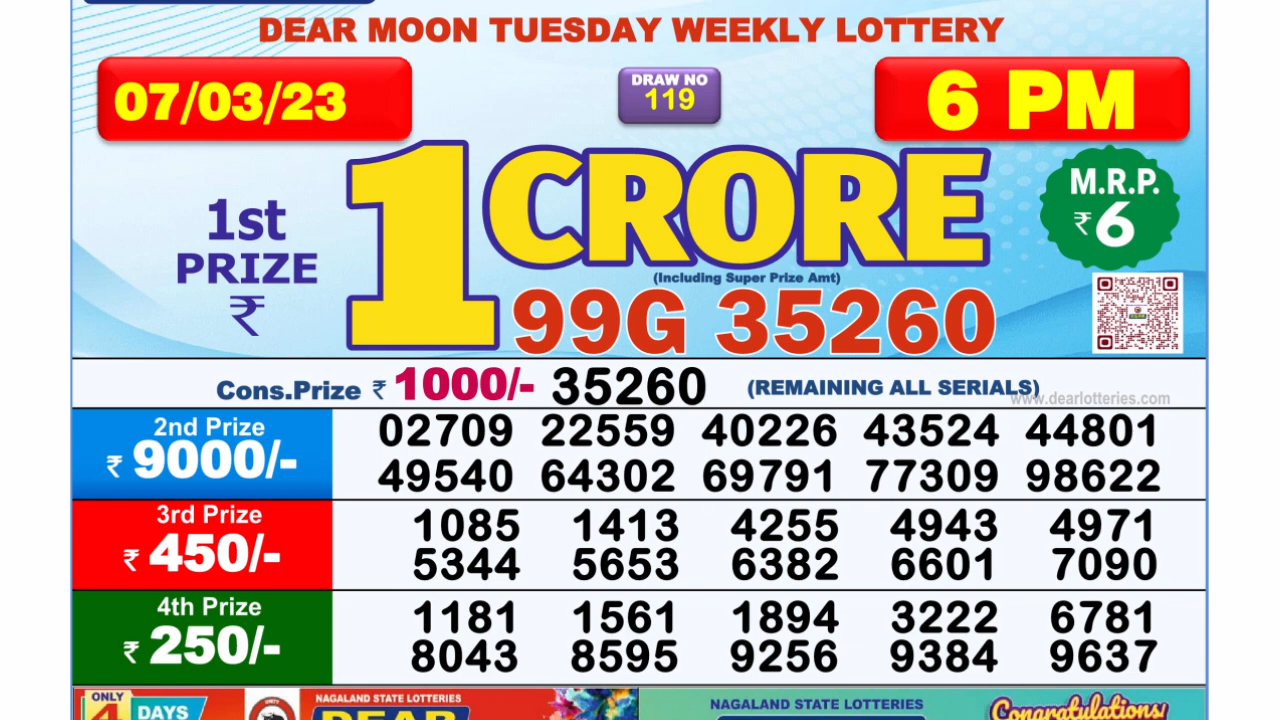 DEAR MOON TUESDAY WEEKLY LOTTERY
07/03/23
DRAW NO
119
6 PM
1st
PRIZE
₹
1 CRORE
(Including Super Prize Amt)
99G 35260
M.R.P.
₹6
Cons.Prize ₹ 1000/- 35260 (REMAINING ALL SERIALS)
www.dearlotteries.com
2nd Prize
₹ 9000/-
02709 22559 40226 43524 44801
49540 64302 69791 77309 98622
3rd Prize
₹ 450/-
1085 1413 4255 4943 4971
5344 5653 6382 6601 7090
4th Prize
₹ 250/-
1181 1561 1894 3222 6781
8043 8595 9256 9384 9637
ONLY
4 DAYS
NAGALAND STATE LOTTERIES
DEAR
NAGALAND STATE LOTTERIES
Congratulations